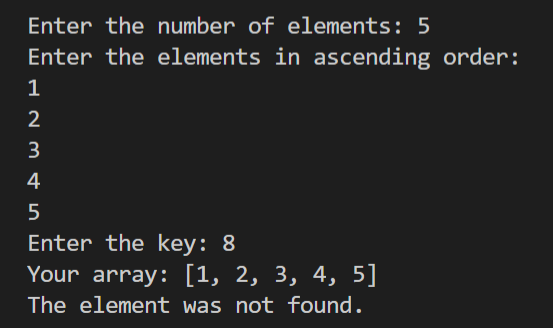 Enter the number of elements: 5
Enter the elements in ascending order:
1
2
3
4
5
Enter the key: 8
Your array: [1, 2, 3, 4, 5]
The element was not found.